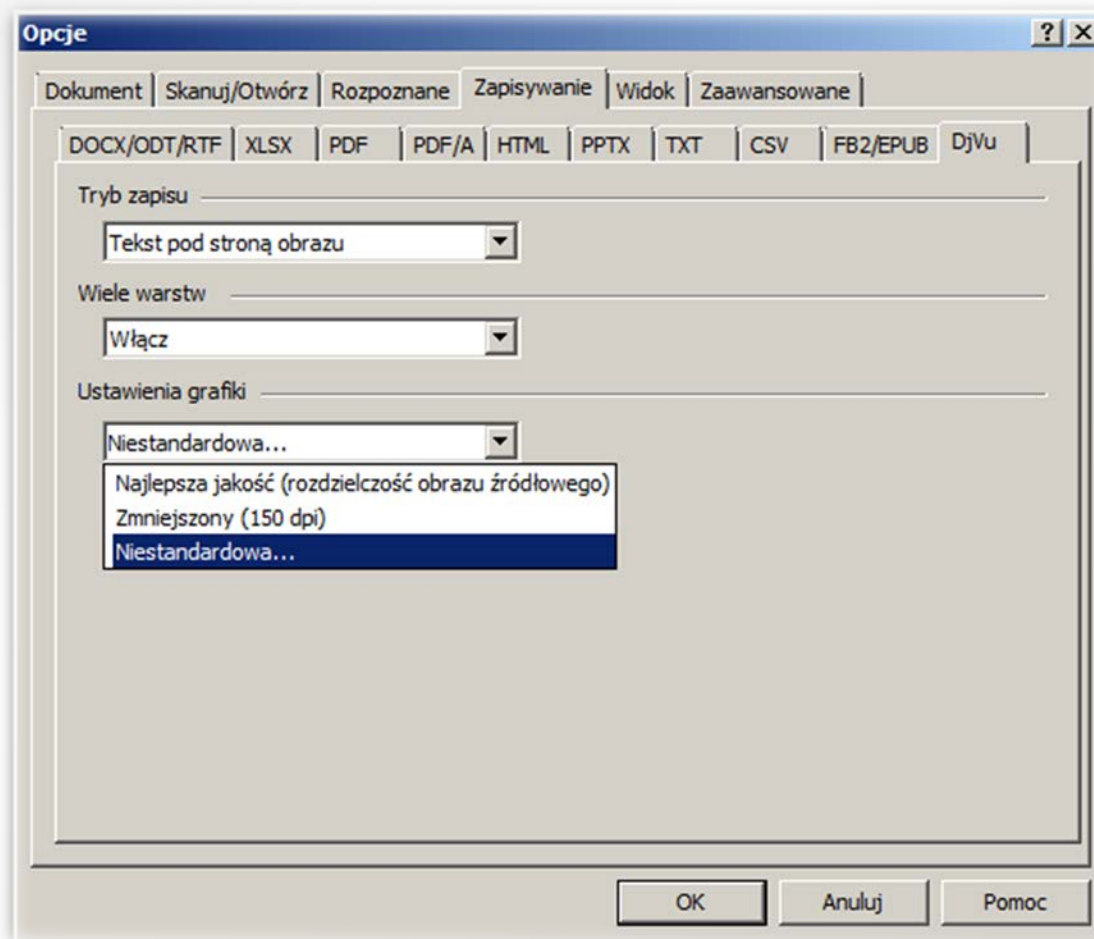 Opcje
Dokument Skanuj/Otwórz Rozpoznane Zapisywanie Widok Zaawansowane
DOCX/ODT/RTF XLSX PDF PDF/A HTML PPTX TXT CSV FB2/EPUB DjVu
Tryb zapisu
Tekst pod stroną obrazu
Wiele warstw
Włącz
Ustawienia grafiki
Niestandardowa...
Najlepsza jakość (rozdzielczość obrazu źródłowego)
Zmniejszony (150 dpi)
Niestandardowa...
OK Anuluj Pomoc